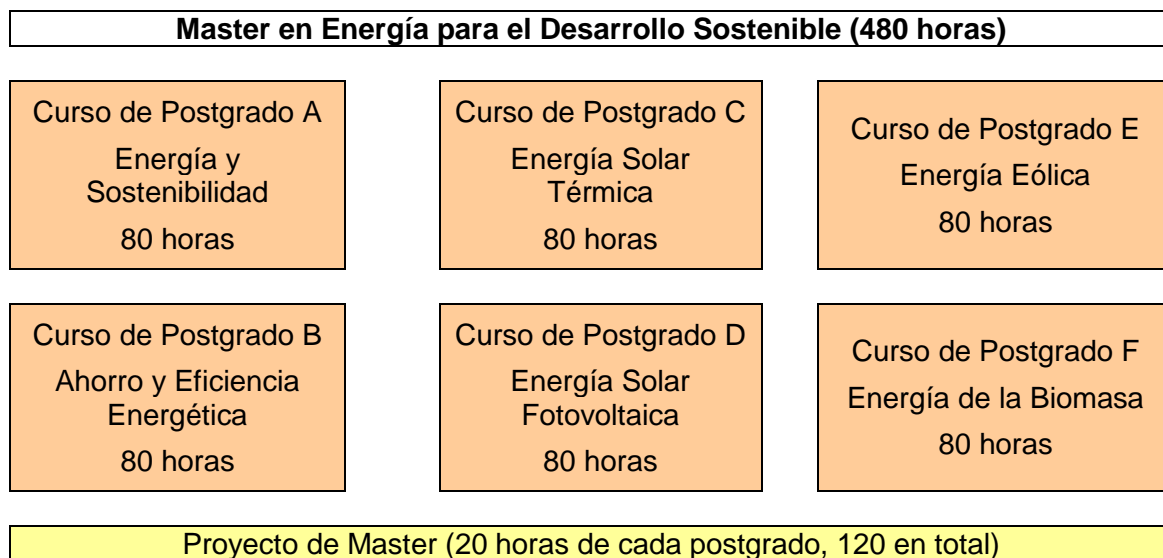 Master en Energía para el Desarrollo Sostenible (480 horas)
Curso de Postgrado A
Energía y
Sostenibilidad
80 horas
Curso de Postgrado C
Energía Solar
Térmica
80 horas
Curso de Postgrado E
Energía Eólica
80 horas
Curso de Postgrado B
Ahorro y Eficiencia
Energética
80 horas
Curso de Postgrado D
Energía Solar
Fotovoltaica
80 horas
Curso de Postgrado F
Energía de la Biomasa
80 horas
Proyecto de Master (20 horas de cada postgrado, 120 en total)